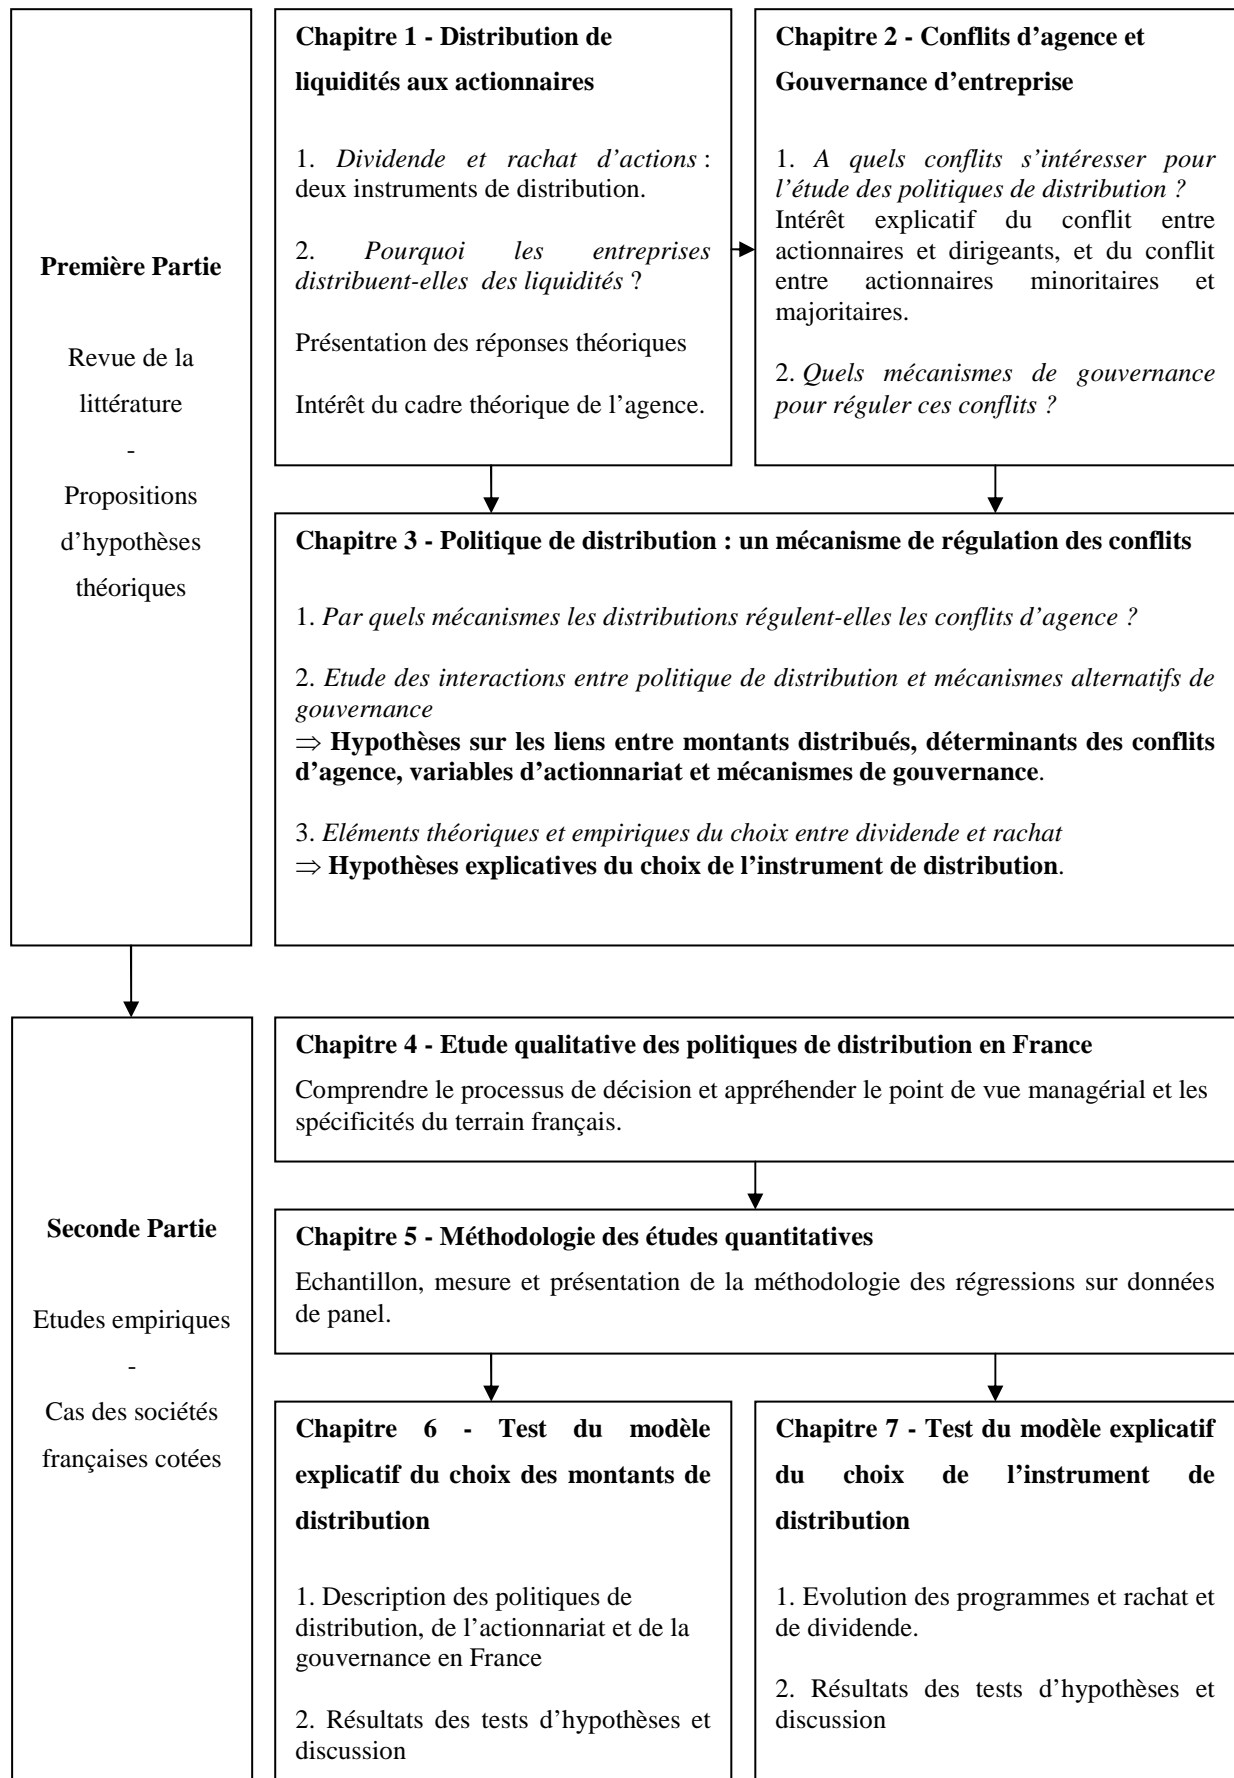 Première Partie
Revue de la
littérature
-
Propositions
d’hypothèses
théoriques
Chapitre 1 - Distribution de
liquidités aux actionnaires
1. Dividende et rachat d’actions :
deux instruments de distribution.
2. Pourquoi les entreprises
distribuent-elles des liquidités ?
Présentation des réponses théoriques
Intérêt du cadre théorique de l’agence.
Chapitre 2 - Conflits d’agence et
Gouvernance d’entreprise
1. A quels conflits s’intéresser pour
l’étude des politiques de distribution ?
Intérêt explicatif du conflit entre
actionnaires et dirigeants, et du conflit
entre actionnaires minoritaires et
majoritaires.
2. Quels mécanismes de gouvernance
pour réguler ces conflits ?
Chapitre 3 - Politique de distribution : un mécanisme de régulation des conflits
1. Par quels mécanismes les distributions régulent-elles les conflits d’agence ?
2. Etude des interactions entre politique de distribution et mécanismes alternatifs de
gouvernance
⇒ Hypothèses sur les liens entre montants distribués, déterminants des conflits
d’agence, variables d’actionnariat et mécanismes de gouvernance.
3. Eléments théoriques et empiriques du choix entre dividende et rachat
⇒ Hypothèses explicatives du choix de l’instrument de distribution.
Seconde Partie
Etudes empiriques
-
Cas des sociétés
françaises cotées
Chapitre 4 - Etude qualitative des politiques de distribution en France
Comprendre le processus de décision et appréhender le point de vue managérial et les
spécificités du terrain français.
Chapitre 5 - Méthodologie des études quantitatives
Echantillon, mesure et présentation de la méthodologie des régressions sur données
de panel.
Chapitre 6 - Test du modèle
explicatif du choix des montants de
distribution
1. Description des politiques de
distribution, de l’actionnariat et de la
gouvernance en France
2. Résultats des tests d’hypothèses et
discussion
Chapitre 7 - Test du modèle explicatif
du choix de l’instrument de
distribution
1. Evolution des programmes et rachat et
de dividende.
2. Résultats des tests d’hypothèses et
discussion